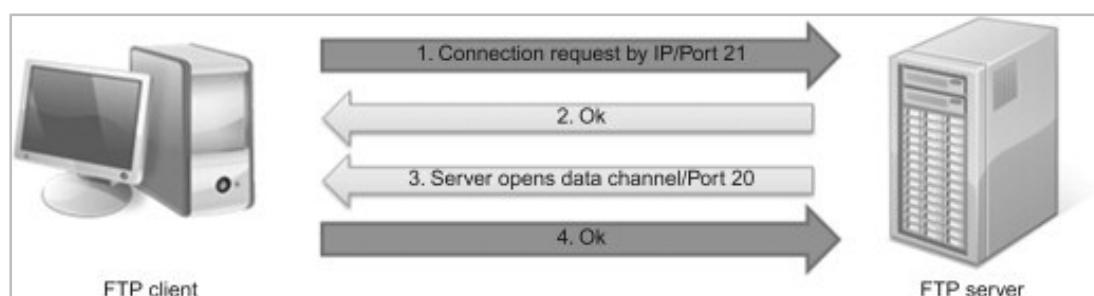 1. Connection request by IP/Port 21
2. Ok
3. Server opens data channel/Port 20
4. Ok
FTP client
FTP server